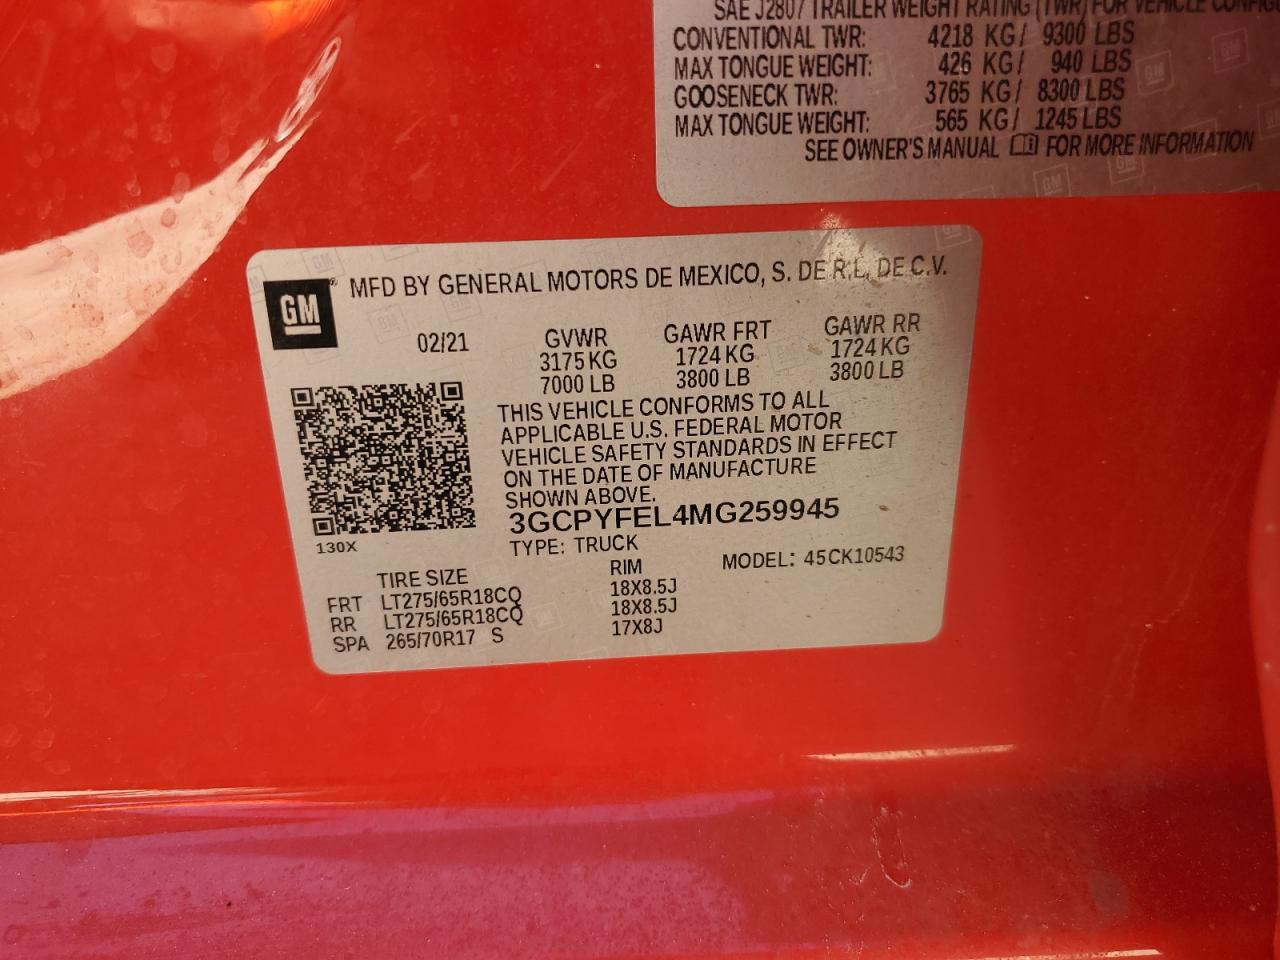 SAE J2807 TRAILER WEIGHT RATING (TWR) FOR VEHICLE
CONVENTIONAL TWR: 4218 KG/ 9300 LBS
MAX TONGUE WEIGHT: 426 KG/ 940 LBS
GOOSENECK TWR: 3765 KG/ 8300 LBS
MAX TONGUE WEIGHT: 565 KG/ 1245 LBS
SEE OWNER'S MANUAL FOR MORE INFORMATION
GM
MFD BY GENERAL MOTORS DE MEXICO, S. DE R.L. DE C.V.
02/21 GVWR GAWR FRT GAWR RR
3175 KG 1724 KG 1724 KG
7000 LB 3800 LB 3800 LB
THIS VEHICLE CONFORMS TO ALL
APPLICABLE U.S. FEDERAL MOTOR
VEHICLE SAFETY STANDARDS IN EFFECT
ON THE DATE OF MANUFACTURE
SHOWN ABOVE.
3GCPYFEL4MG259945
130X
TYPE: TRUCK MODEL: 45CK10543
TIRE SIZE RIM
FRT LT275/65R18CQ 18X8.5J
RR LT275/65R18CQ 18X8.5J
SPA 265/70R17 S 17X8J